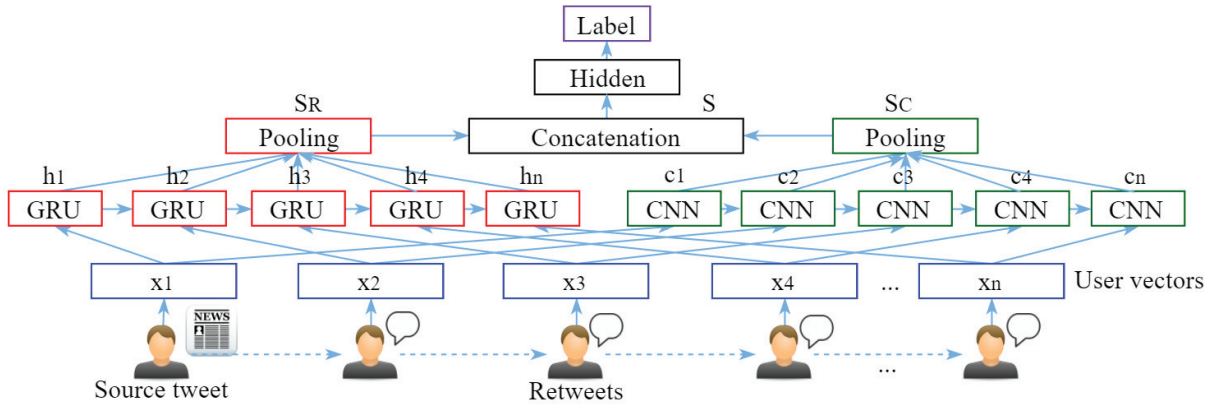 Label
Hidden
SR S SC
Pooling Concatenation Pooling
h1 h2 h3 h4 hn c1 c2 c3 c4 cn
GRU GRU GRU GRU GRU CNN CNN CNN CNN CNN
x1 x2 x3 x4 ... xn User vectors
NEWS
...
Source tweet Retweets